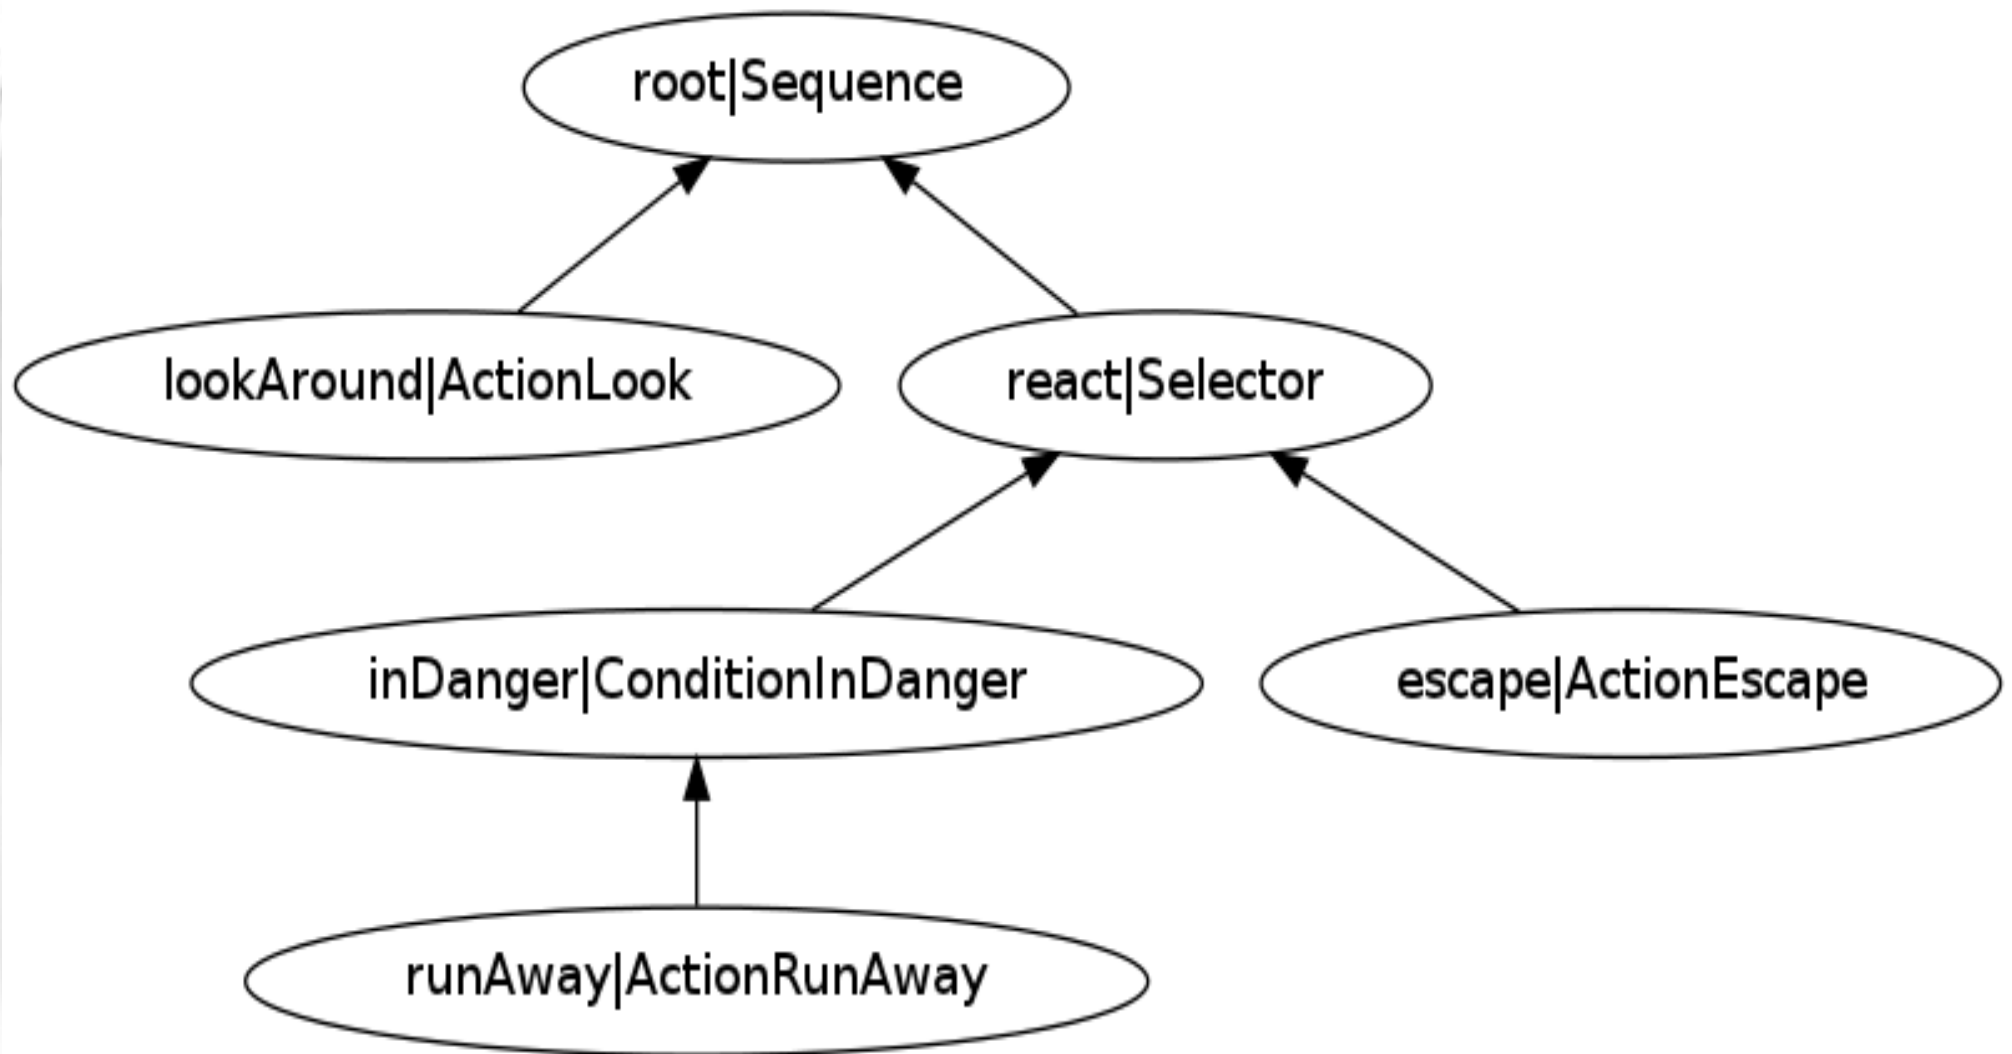 root|Sequence
lookAround|ActionLook
react|Selector
inDanger|ConditionInDanger
escape|ActionEscape
runAway|ActionRunAway